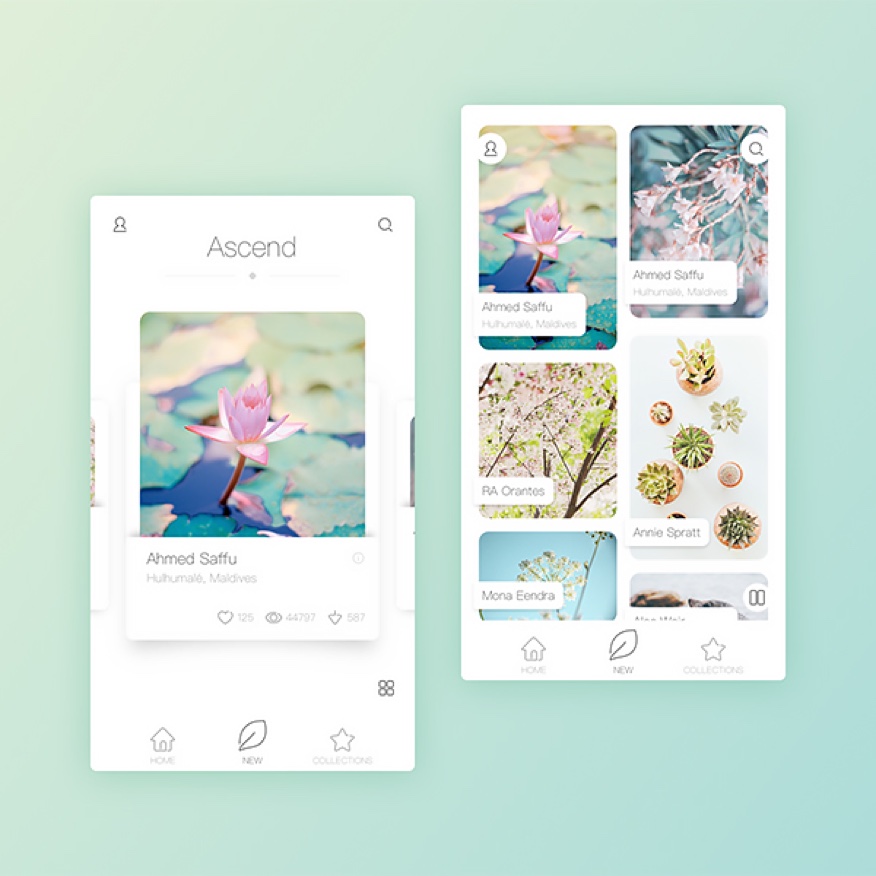 Ascend
Ahmed Saffu
Hulhumalé, Maldives
125 44797 587
HOME NEW COLLECTIONS
Ahmed Saffu
Hulhumalé, Maldives
Ahmed Saffu
Hulhumalé, Maldives
RA Orantes
Annie Spratt
Mona Eendra
HOME NEW COLLECTIONS